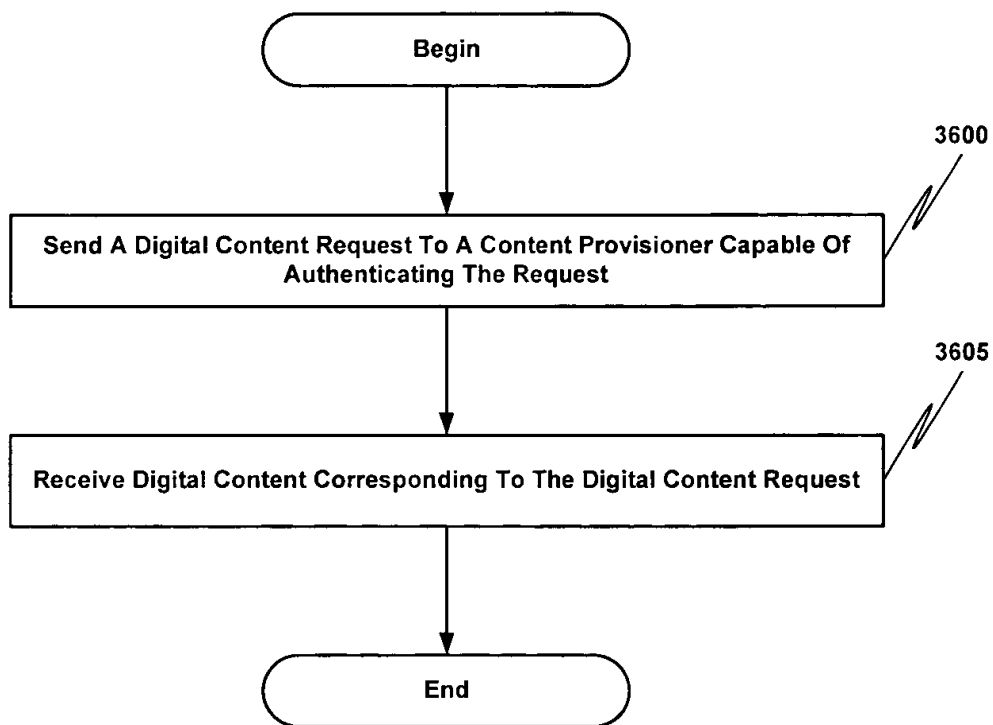 Begin
3600
Send A Digital Content Request To A Content Provisioner Capable Of
Authenticating The Request
3605
Receive Digital Content Corresponding To The Digital Content Request
End